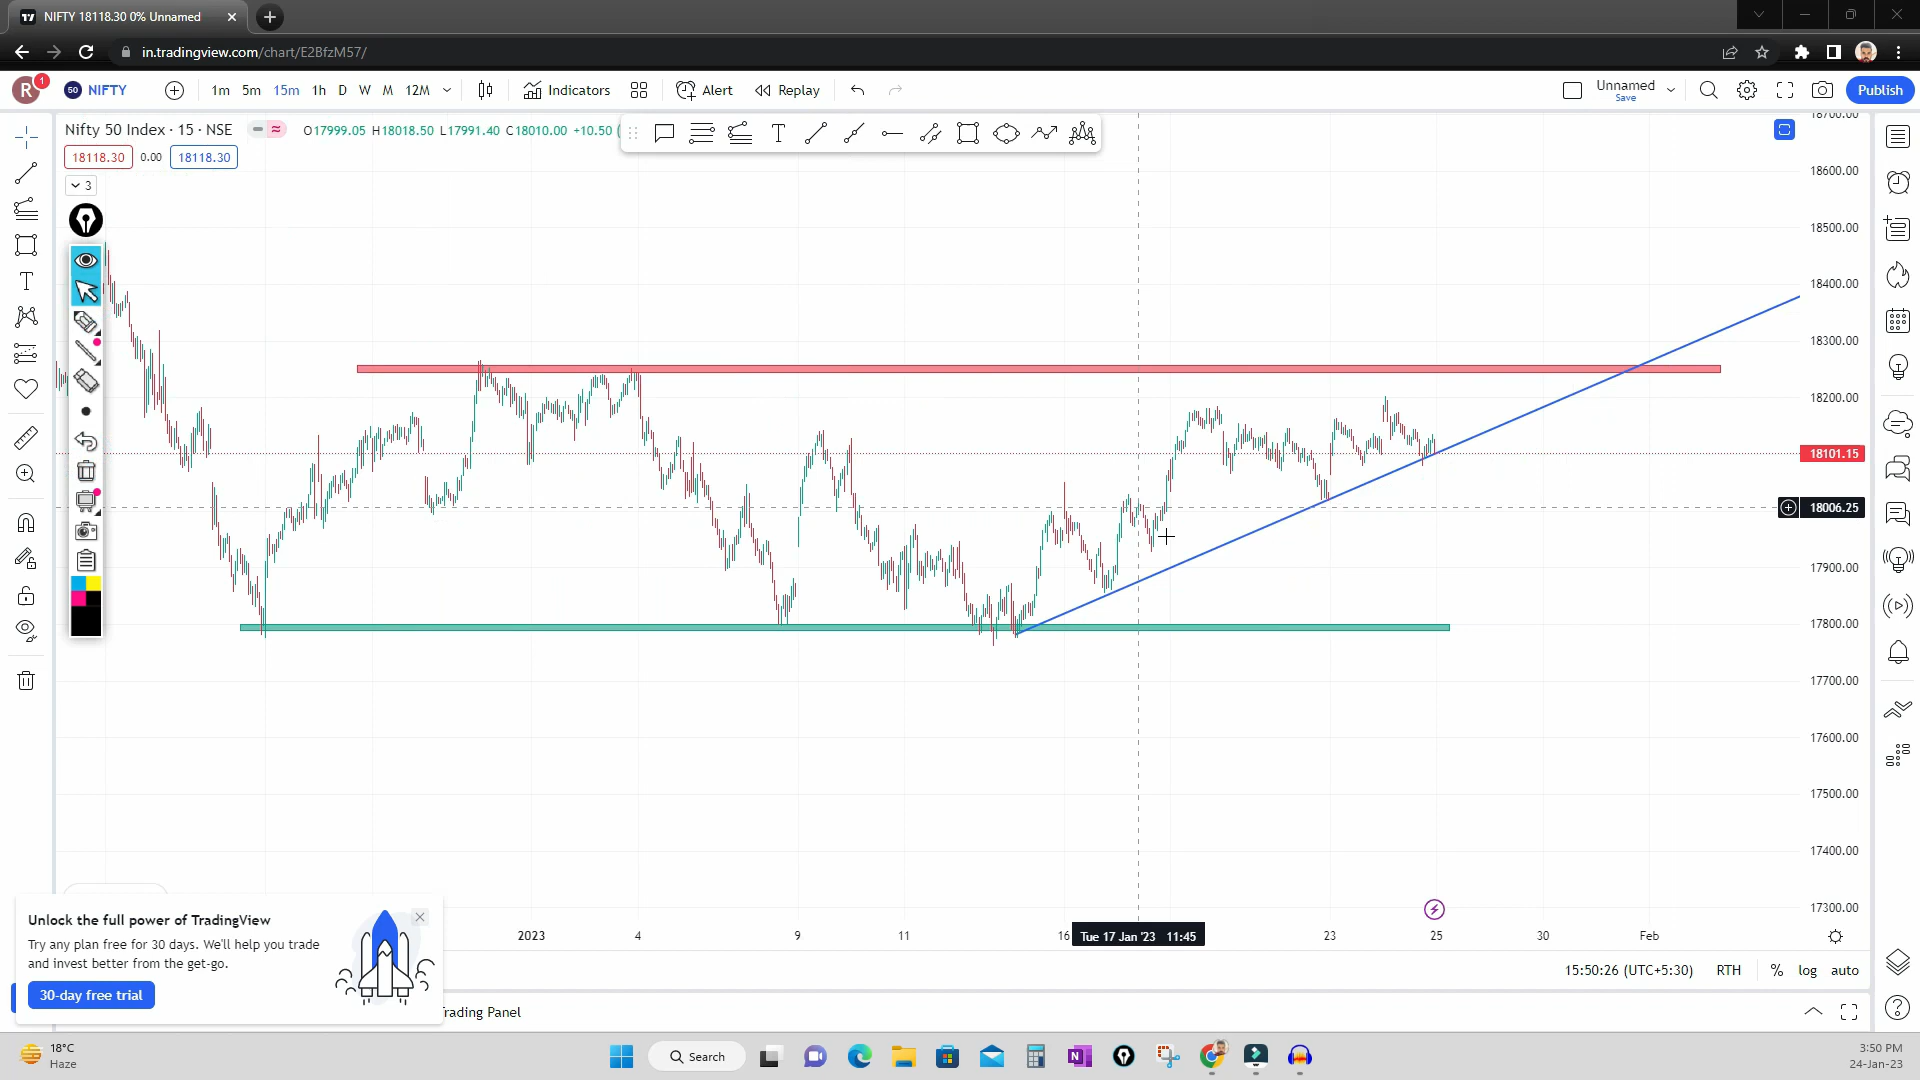 NIFTY 18118.30 0% Unnamed
in.tradingview.com/chart/E2BfzM57/
R 1 50 NIFTY 1m 5m 15m 1h D W M 12M Indicators Alert Replay Unnamed Save Publish
Nifty 50 Index · 15 · NSE O17999.05 H18018.50 L17991.40 C18010.00 +10.50 (
18118.30 0.00 18118.30
3
T
T
18700.00
18600.00
18500.00
18400.00
18300.00
18200.00
18101.15
18006.25
17900.00
17800.00
17700.00
17600.00
17500.00
17400.00
17300.00
2023 4 9 11 16 Tue 17 Jan '23 11:45 23 25 30 Feb
15:50:26 (UTC+5:30) RTH % log auto
Unlock the full power of TradingView
Try any plan free for 30 days. We'll help you trade
and invest better from the get-go.
30-day free trial
rading Panel
18°C
Haze
Search
3:50 PM
24-Jan-23